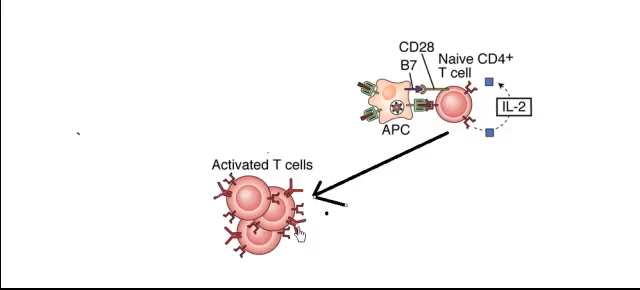 CD28
B7
Naive CD4+
T cell
IL-2
APC
Activated T cells